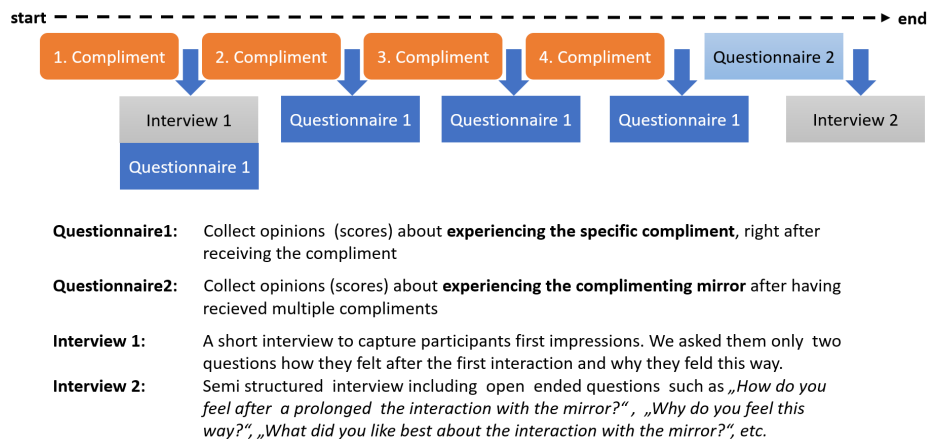 start end
1. Compliment 2. Compliment 3. Compliment 4. Compliment Questionnaire 2
Interview 1 Questionnaire 1 Questionnaire 1 Questionnaire 1 Interview 2
Questionnaire 1
Questionnaire1: Collect opinions (scores) about experiencing the specific compliment, right after
receiving the compliment
Questionnaire2: Collect opinions (scores) about experiencing the complimenting mirror after having
recieved multiple compliments
Interview 1: A short interview to capture participants first impressions. We asked them only two
questions how they felt after the first interaction and why they feld this way.
Interview 2: Semi structured interview including open ended questions such as „How do you
feel after a prolonged the interaction with the mirror?“ , „Why do you feel this
way?“, „What did you like best about the interaction with the mirror?“, etc.